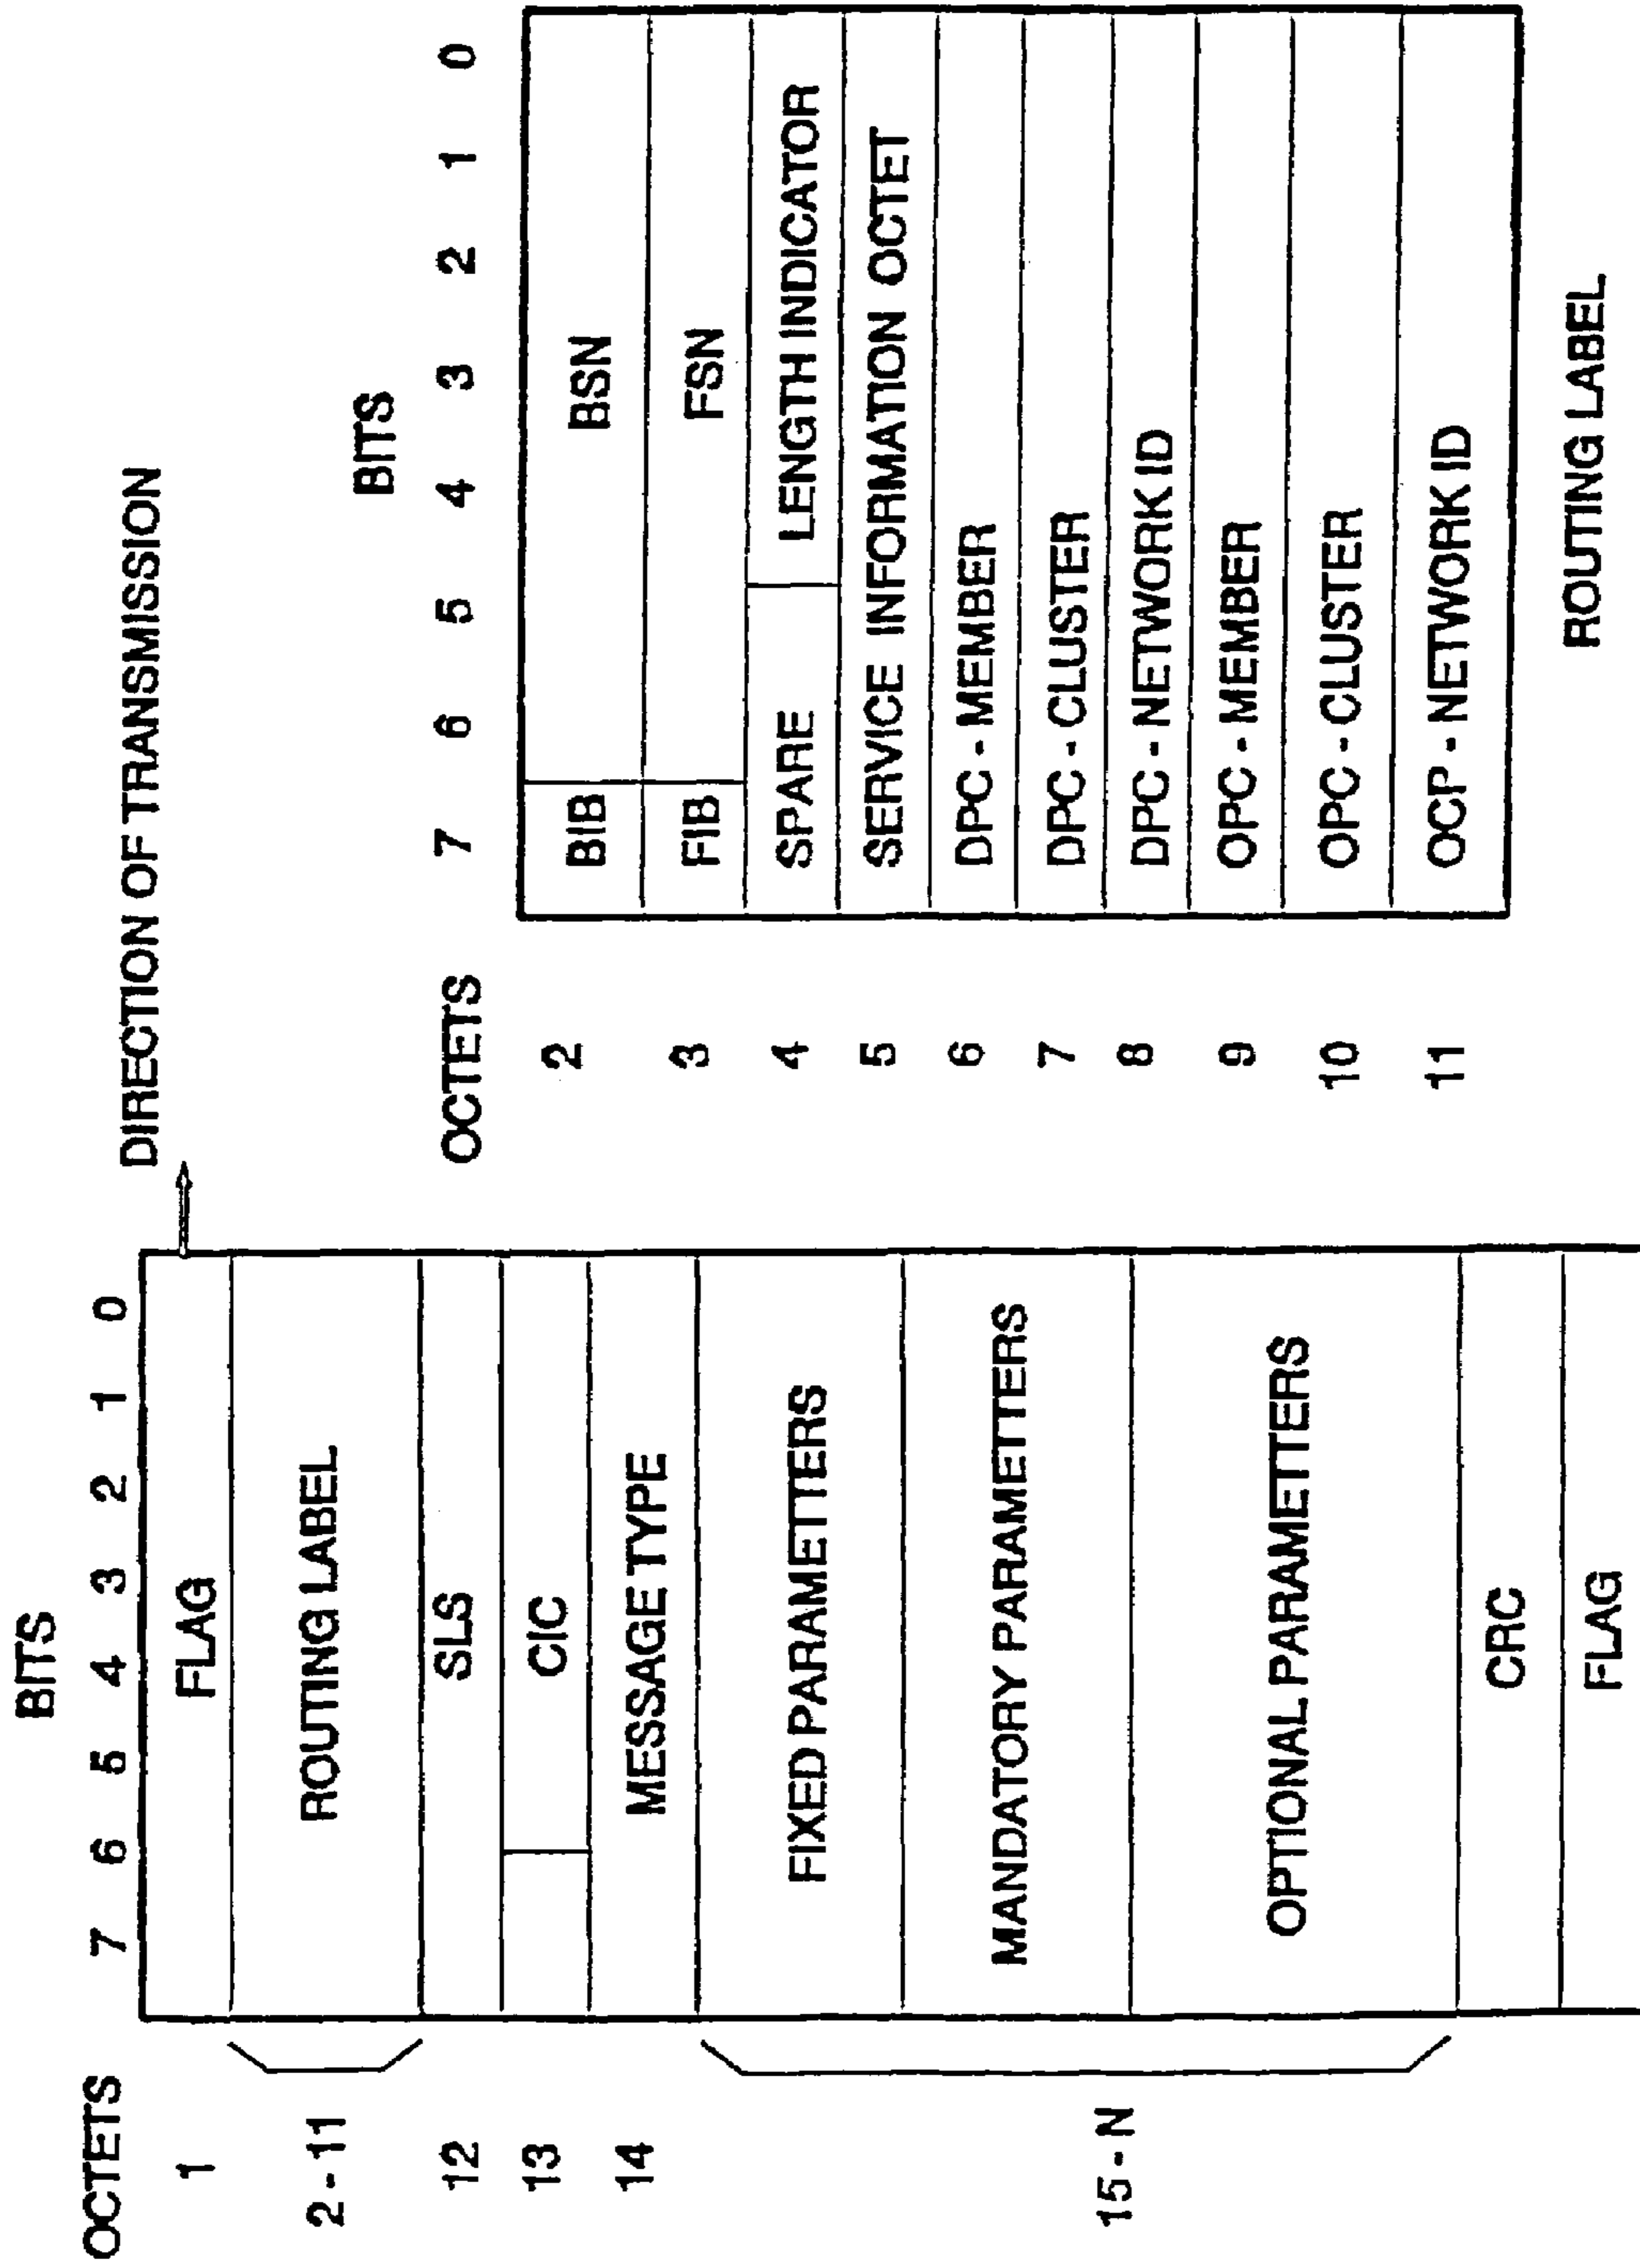 DIRECTION OF TRANSMISSION
BITS
OCTETS 7 6 5 4 3 2 1 0
1 FLAG
2 - 11 ROUTING LABEL
12 SLS
13 CIC
14 MESSAGE TYPE
15 - N
FIXED PARAMETTERS
MANDATORY PARAMETTERS
OPTIONAL PARAMETTERS
CRC
FLAG
BITS
OCTETS 7 6 5 4 3 2 1 0
2 BIB BSN
3 FIB FSN
4 SPARE LENGTH INDICATOR
5 SERVICE INFORMATION OCTET
6 DPC - MEMBER
7 DPC - CLUSTER
8 DPC - NETWORK ID
9 OPC - MEMBER
10 OPC - CLUSTER
11 OCP - NETWORK ID
ROUTING LABEL